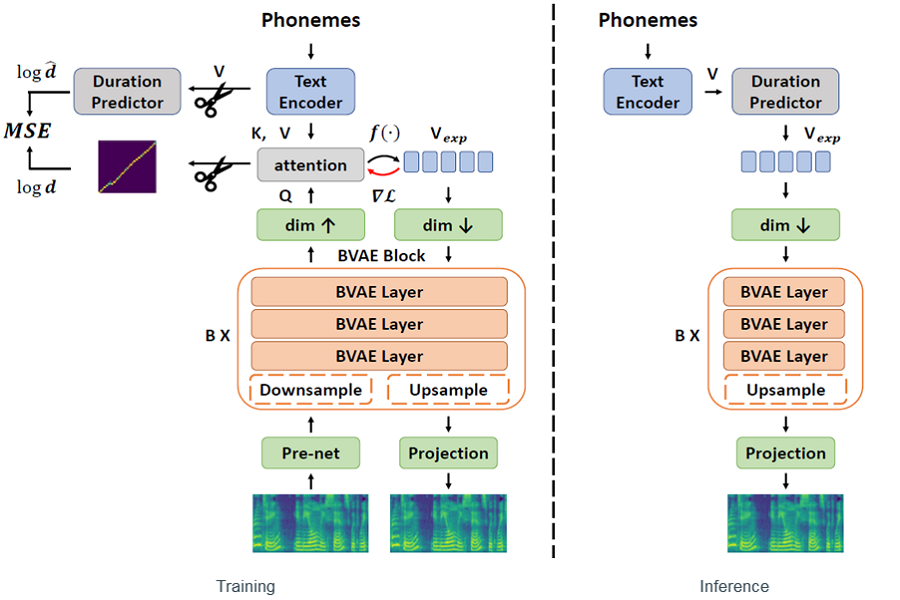 Phonemes
Text
Encoder
V
Duration
Predictor
log d̂
MSE
log d
K, V
attention
f(·)
∇ℒ
V_exp
Q
dim ↑
dim ↓
BVAE Block
B X
BVAE Layer
BVAE Layer
BVAE Layer
Downsample
Upsample
Pre-net
Projection
Training
Phonemes
Text
Encoder
V
Duration
Predictor
V_exp
dim ↓
B X
BVAE Layer
BVAE Layer
BVAE Layer
Upsample
Projection
Inference